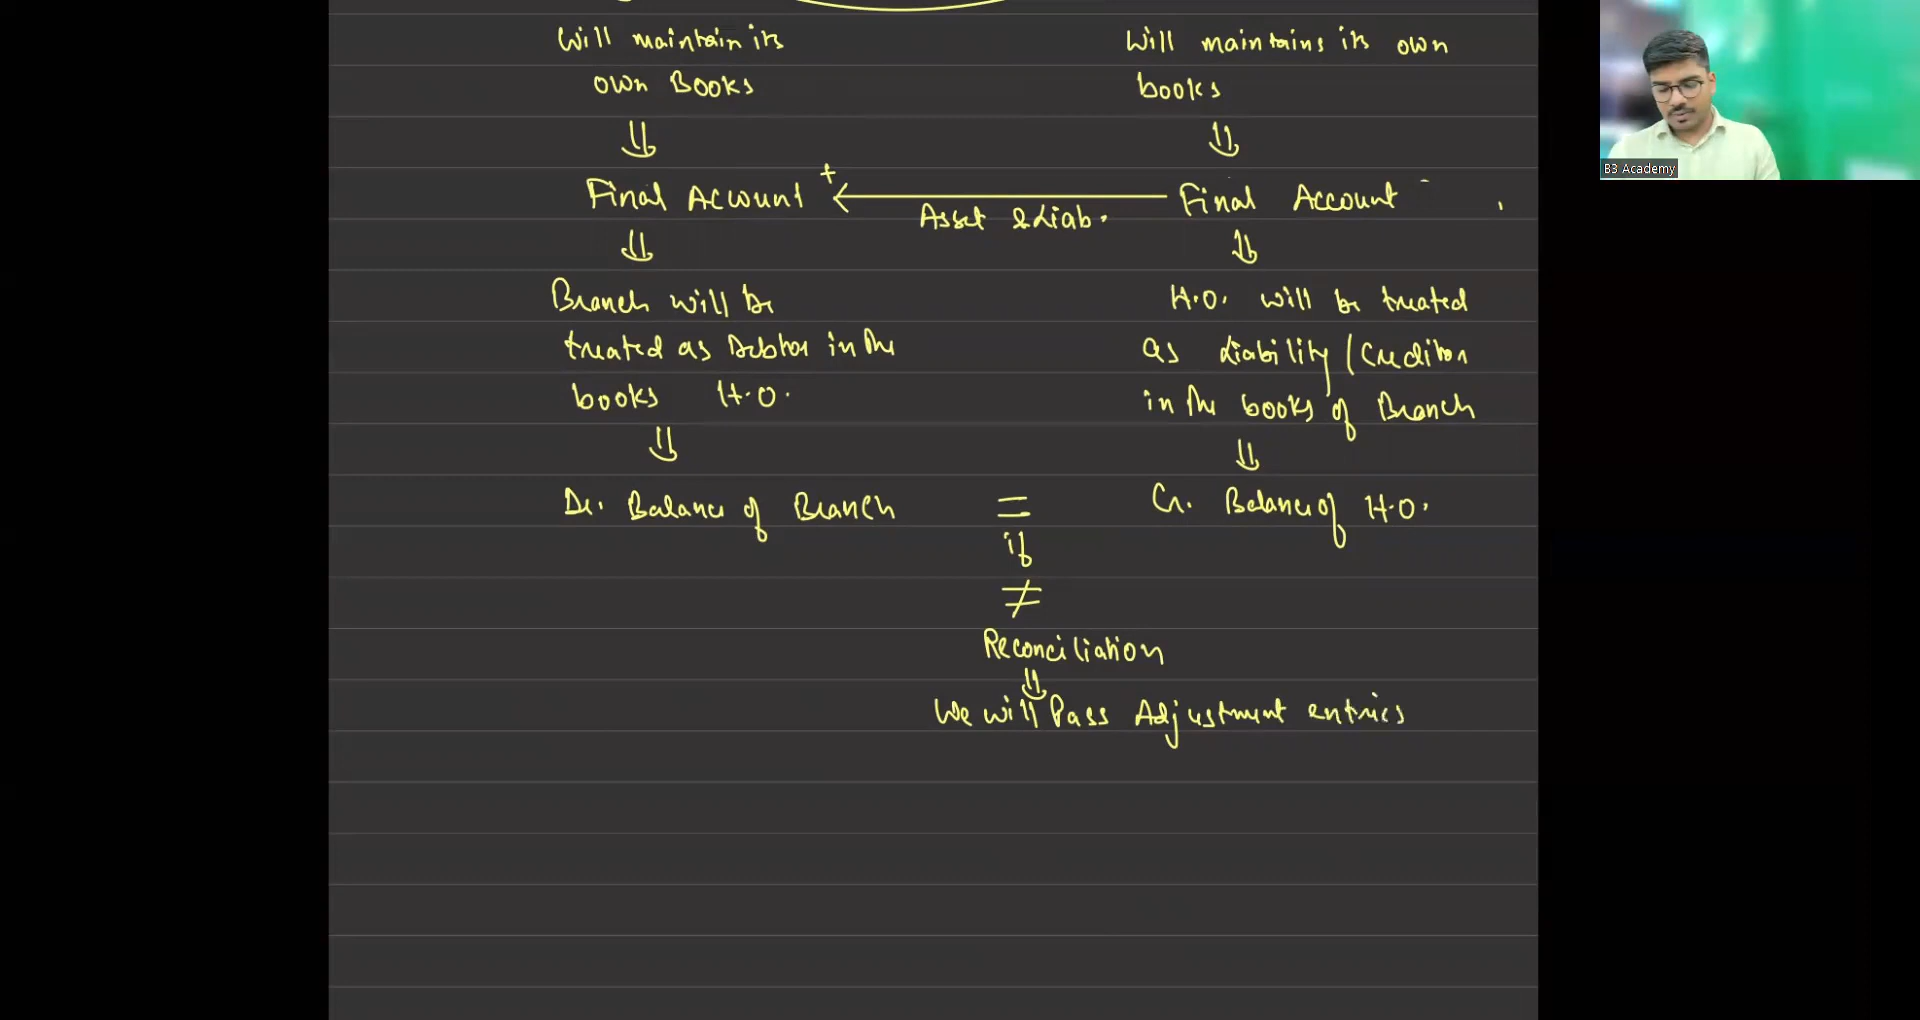 Will maintain its
own Books
⇓
Final Account
⇓
Branch will be
treated as Debtor in the
books H.O.
⇓
Dr. Balance of Branch
+
Asset & Liab.
=
if
≠
Reconciliation
⇓
We will Pass Adjustment entries
Will maintains its own
books
⇓
Final Account
⇓
H.O. will be treated
as Liability / Creditor
in the books of Branch
⇓
Cr. Balance of H.O.
B3 Academy